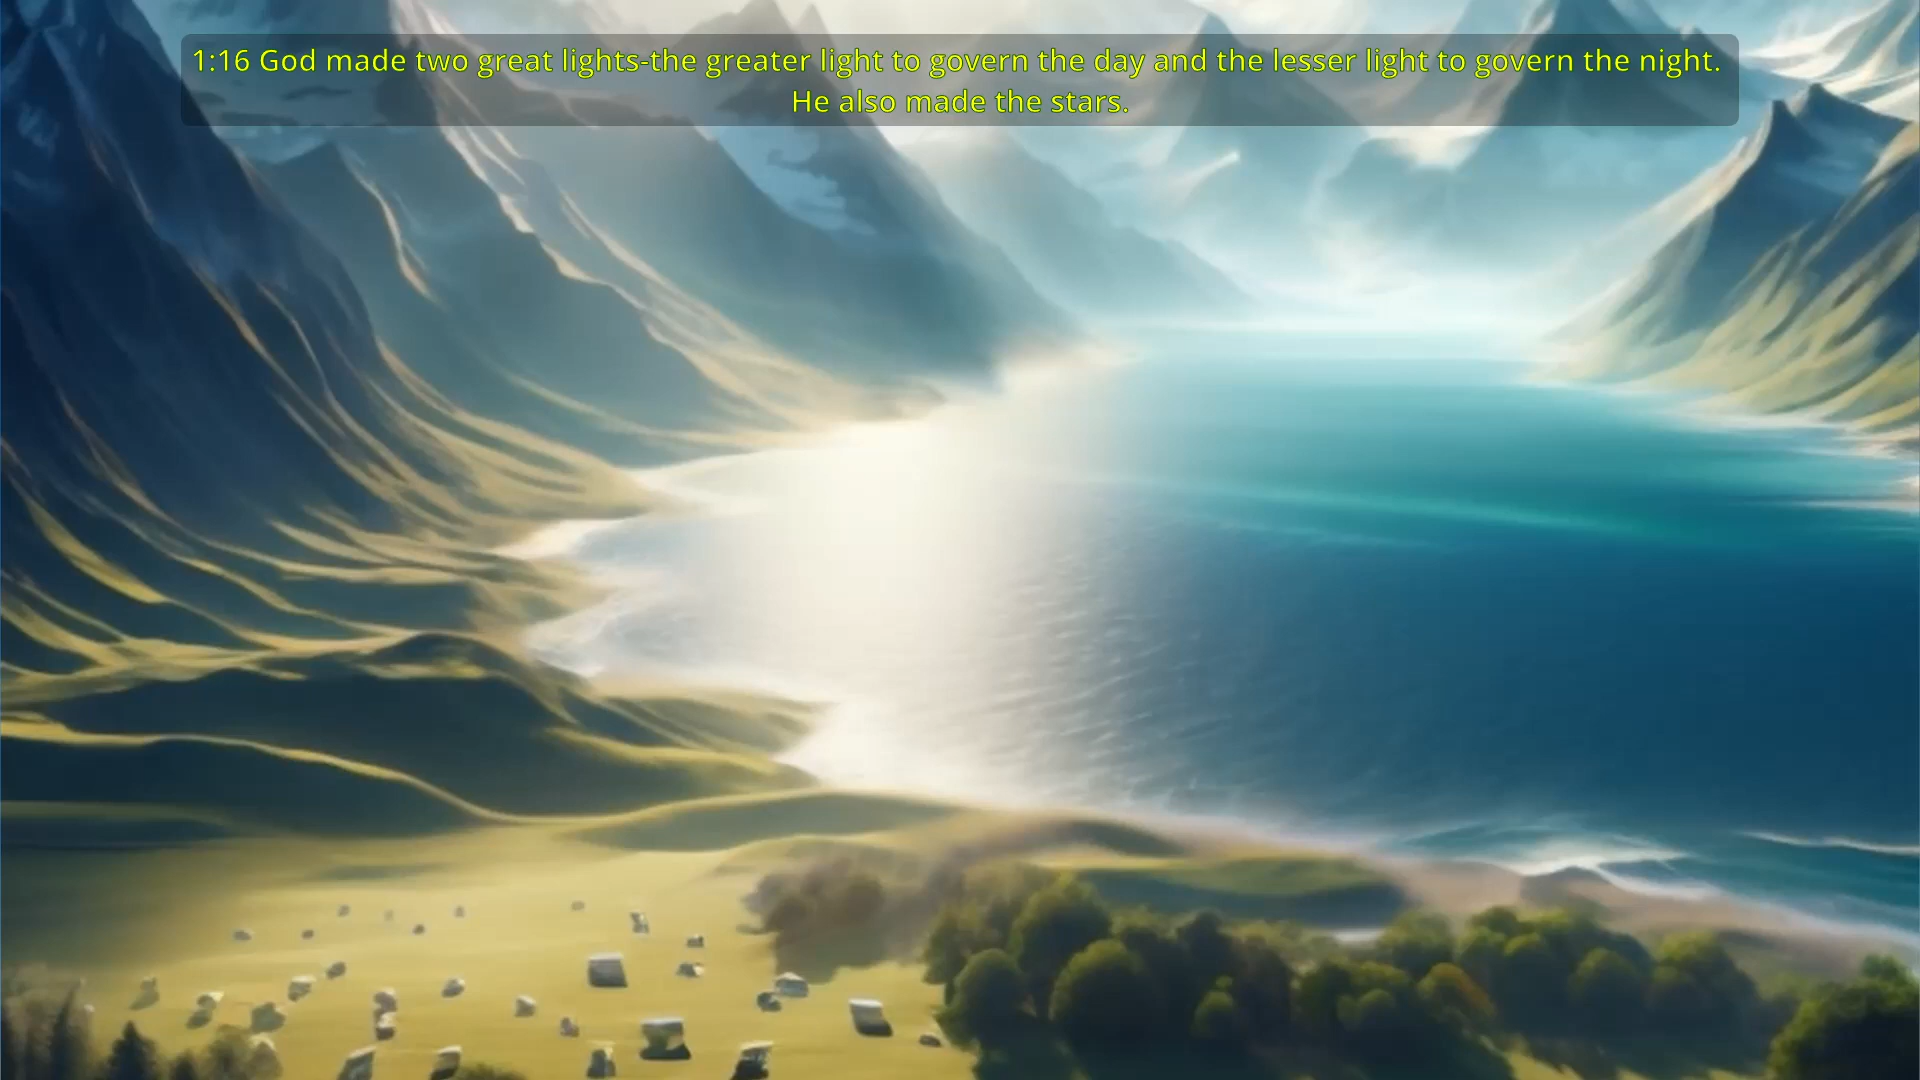 1:16 God made two great lights-the greater light to govern the day and the lesser light to govern the night.
He also made the stars.